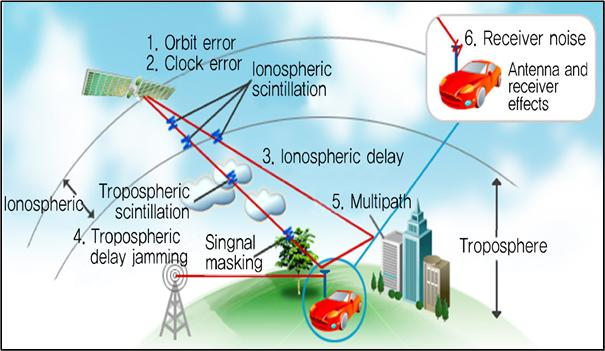 1. Orbit error
2. Clock error
Ionospheric
scintillation
6. Receiver noise
Antenna and
receiver
effects
3. Ionospheric delay
Ionospheric
Tropospheric
scintillation
5. Multipath
4. Tropospheric
delay jamming
Singnal
masking
Troposphere